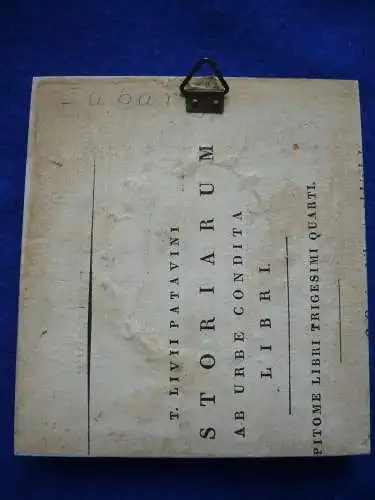 T. LIVII PATAVINI
STORIARUM
AB URBE CONDITA
LIBRI.
PITOME LIBRI TRIGESIMI QUARTI.